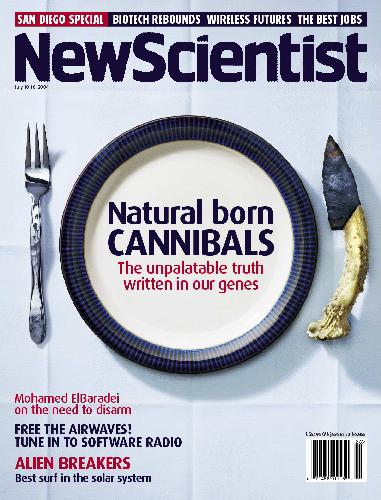 SAN DIEGO SPECIAL BIOTECH REBOUNDS WIRELESS FUTURES THE BEST JOBS
NewScientist
Natural born
CANNIBALS
The unpalatable truth
written in our genes
Mohamed ElBaradei
on the need to disarm
FREE THE AIRWAVES!
TUNE IN TO SOFTWARE RADIO
ALIEN BREAKERS
Best surf in the solar system